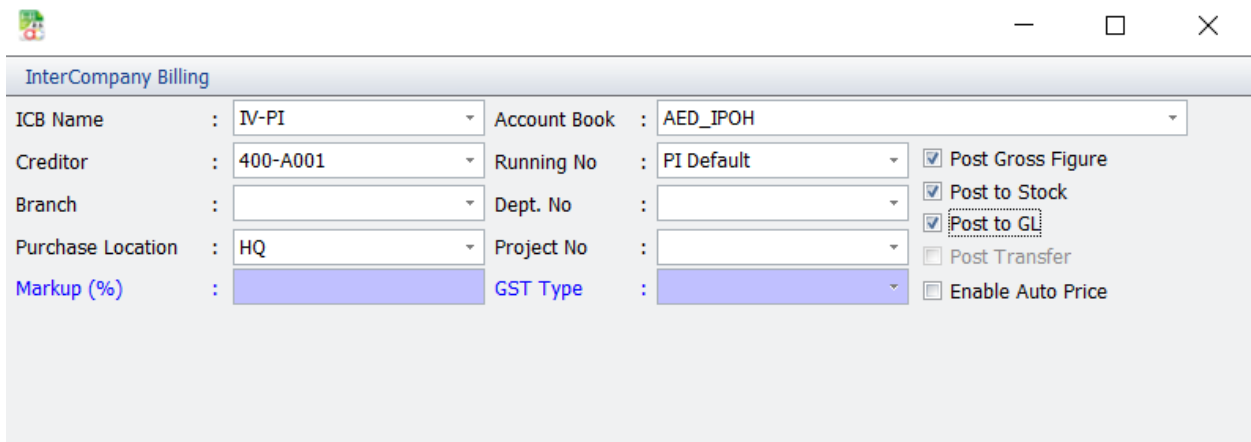 InterCompany Billing
ICB Name : IV-PI Account Book : AED_IPOH
Creditor : 400-A001 Running No : PI Default Post Gross Figure
Branch : Dept. No : Post to Stock
Post to GL
Purchase Location : HQ Project No : Post Transfer
Markup (%) : GST Type : Enable Auto Price